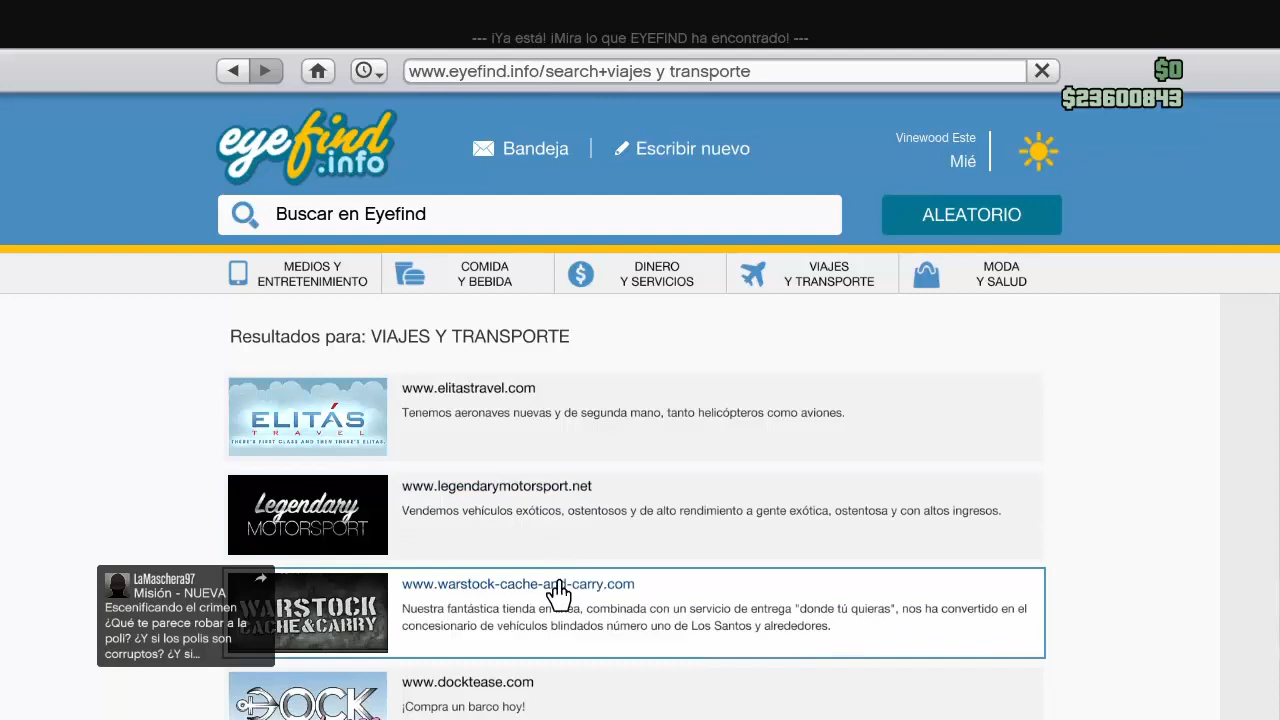 --- ¡Ya está! ¡Mira lo que EYEFIND ha encontrado! ---
www.eyefind.info/search+viajes y transporte
$0
$23600843
eyefind
.info
Bandeja
Escribir nuevo
Vinewood Este
Mié
Buscar en Eyefind
ALEATORIO
MEDIOS Y
ENTRETENIMIENTO
COMIDA
Y BEBIDA
DINERO
Y SERVICIOS
VIAJES
Y TRANSPORTE
MODA
Y SALUD
Resultados para: VIAJES Y TRANSPORTE
ELITÁS
TRAVEL
THERE'S FIRST CLASS AND THEN THERE'S ELITAS.
www.elitastravel.com
Tenemos aeronaves nuevas y de segunda mano, tanto helicópteros como aviones.
Legendary
MOTORSPORT
www.legendarymotorsport.net
Vendemos vehículos exóticos, ostentosos y de alto rendimiento a gente exótica, ostentosa y con altos ingresos.
LaMaschera97
Misión - NUEVA
Escenificando el crimen
¿Qué te parece robar a la
poli? ¿Y si los polis son
corruptos? ¿Y si...
WARSTOCK
CACHE&CARRY
www.warstock-cache-and-carry.com
Nuestra fantástica tienda en línea, combinada con un servicio de entrega "donde tú quieras", nos ha convertido en el
concesionario de vehículos blindados número uno de Los Santos y alrededores.
DOCK
www.docktease.com
¡Compra un barco hoy!